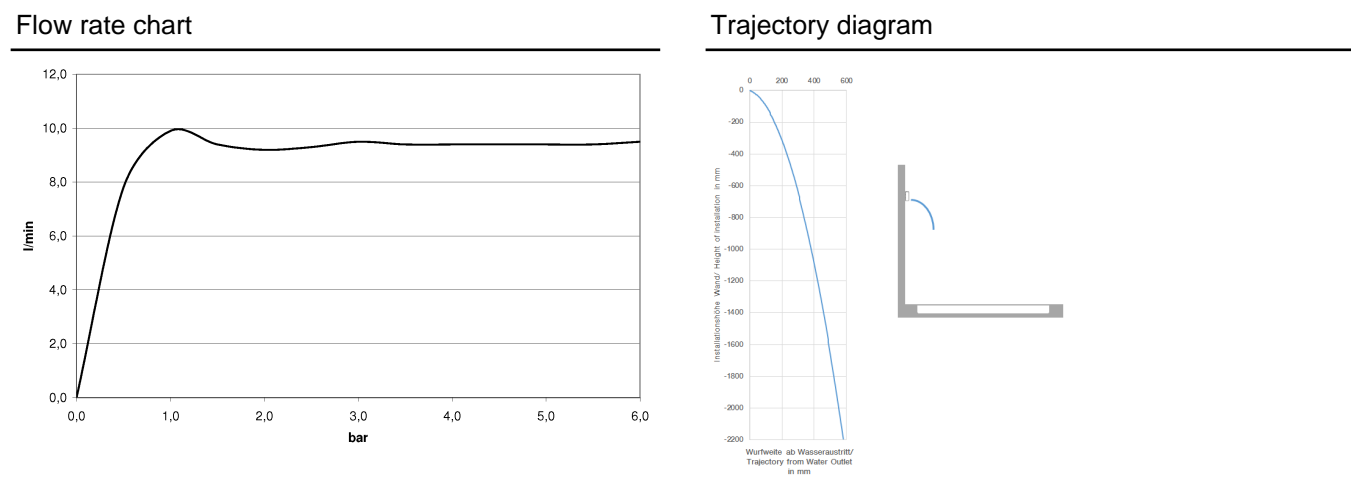 Flow rate chart
12,0
10,0
8,0
6,0
4,0
2,0
0,0
l/min
0,0 1,0 2,0 3,0 4,0 5,0 6,0
bar
Trajectory diagram
0 200 400 600
0
-200
-400
-600
-800
-1000
-1200
-1400
-1600
-1800
-2000
-2200
Installationshöhe Wand/ Height of installation in mm
Wurfweite ab Wasseraustritt/
Trajectory from Water Outlet
in mm